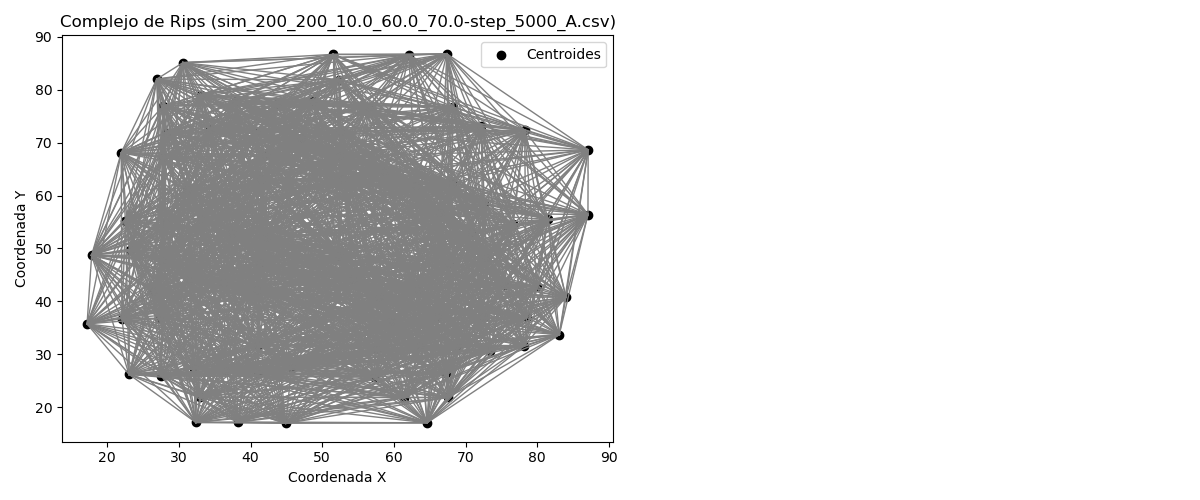 Complejo de Rips (sim_200_200_10.0_60.0_70.0-step_5000_A.csv)
90
80
70
60
50
40
30
20
Coordenada Y
Centroides
20 30 40 50 60 70 80 90
Coordenada X